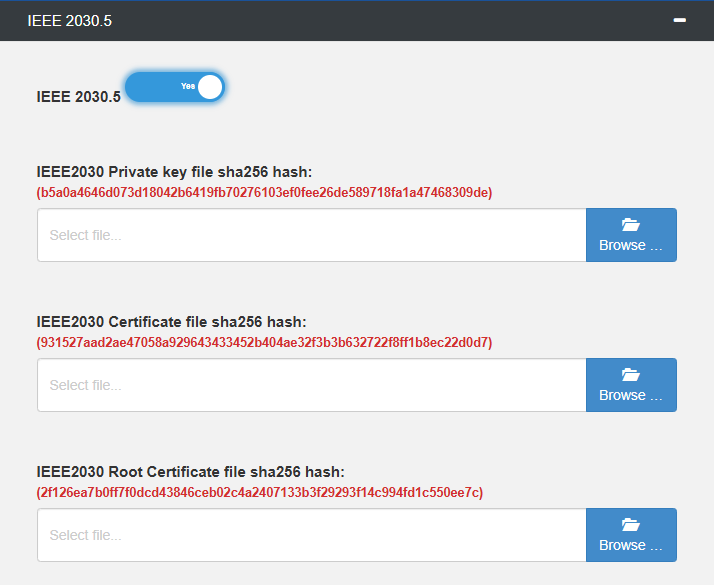 IEEE 2030.5
IEEE 2030.5
Yes
IEEE2030 Private key file sha256 hash:
(b5a0a4646d073d18042b6419fb70276103ef0fee26de589718fa1a47468309de)
Select file...
Browse ...
IEEE2030 Certificate file sha256 hash:
(931527aad2ae47058a929643433452b404ae32f3b3b632722f8ff1b8ec22d0d7)
Select file...
Browse ...
IEEE2030 Root Certificate file sha256 hash:
(2f126ea7b0ff7f0dcd43846ceb02c4a2407133b3f29293f14c994fd1c550ee7c)
Select file...
Browse ...